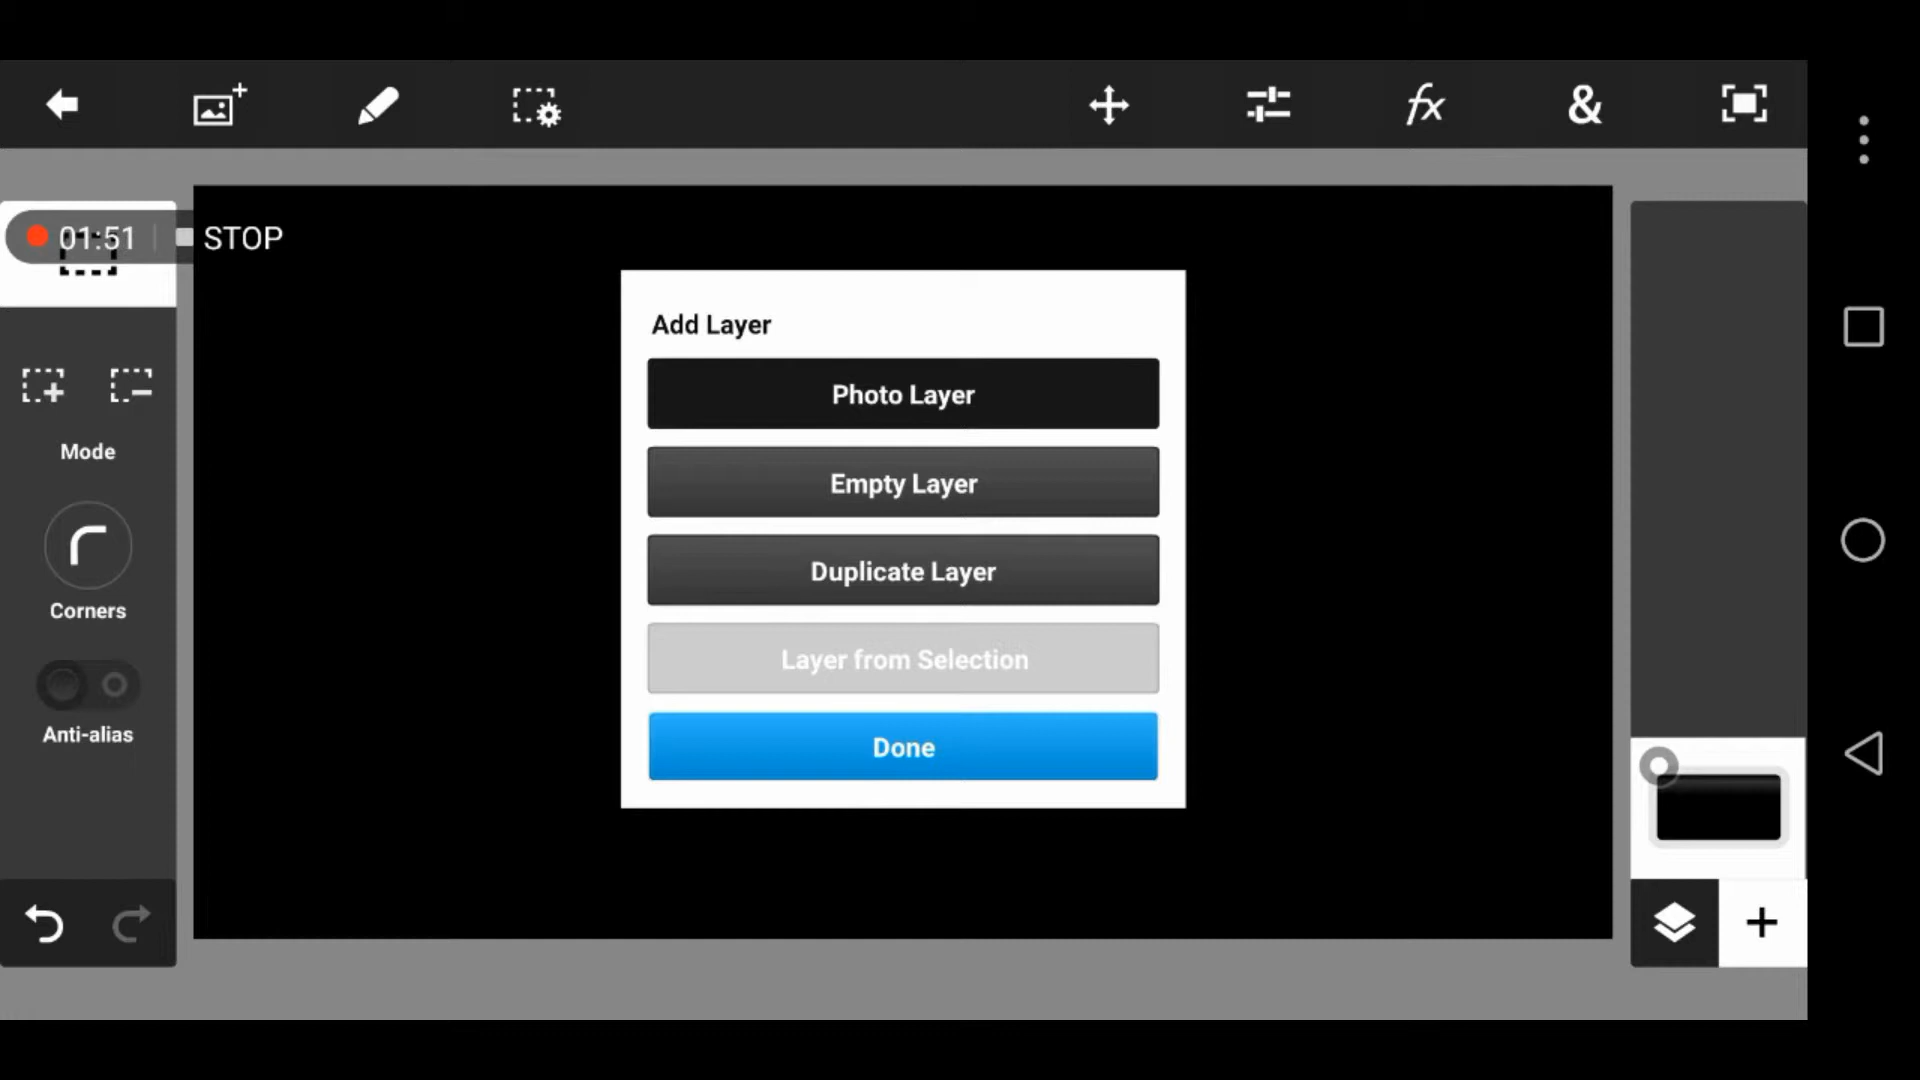 fx
&
01:51
STOP
Add Layer
Photo Layer
Empty Layer
Duplicate Layer
Layer from Selection
Done
Mode
Corners
Anti-alias